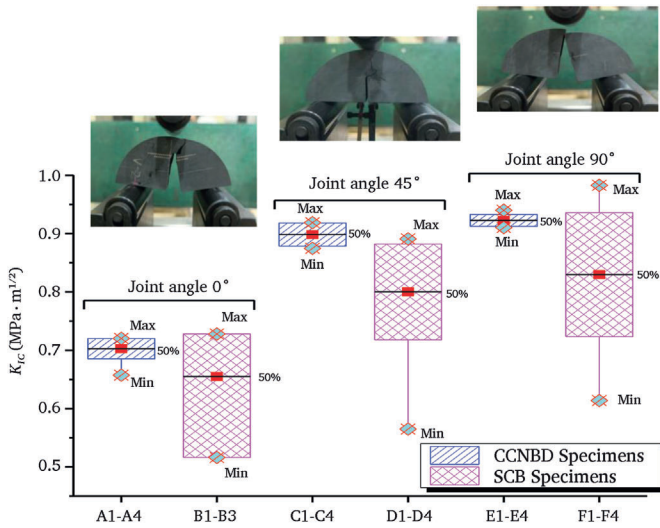 Joint angle 90°
Joint angle 45°
Joint angle 0°
K_IC (MPa·m^1/2)
1.0
0.9
0.8
0.7
0.6
0.5
Max
50%
Min
Max
50%
Min
Max
50%
Min
Max
50%
Min
Max
50%
Min
Max
50%
Min
CCNBD Specimens
SCB Specimens
A1-A4 B1-B3 C1-C4 D1-D4 E1-E4 F1-F4